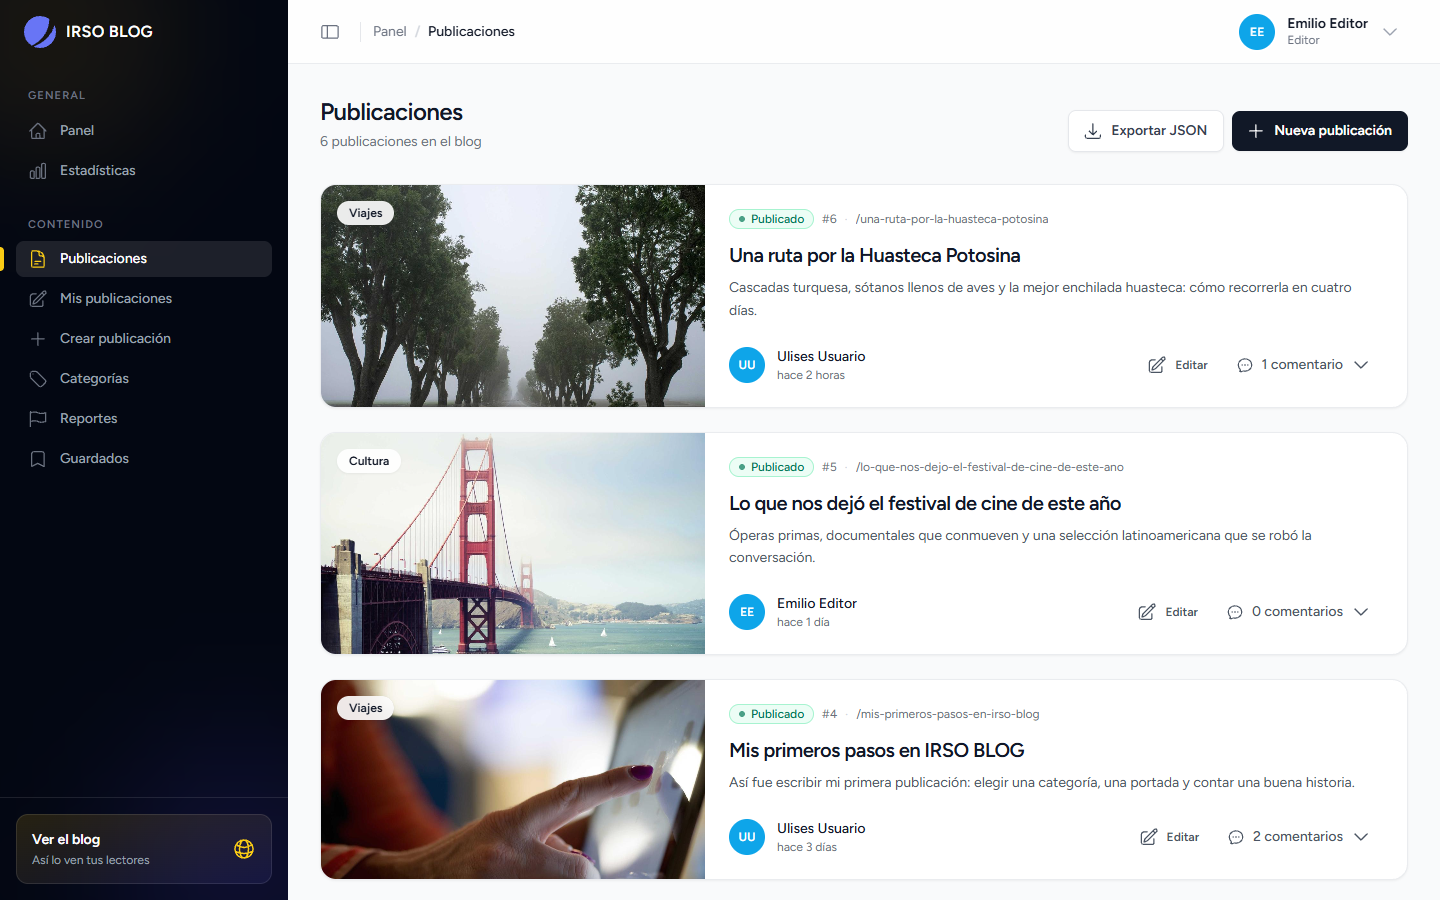 IRSO BLOG
GENERAL
Panel
Estadísticas
CONTENIDO
Publicaciones
Mis publicaciones
Crear publicación
Categorías
Reportes
Guardados
Ver el blog
Así lo ven tus lectores
Panel / Publicaciones
EE
Emilio Editor
Editor
Publicaciones
6 publicaciones en el blog
Exportar JSON
Nueva publicación
Viajes
Publicado #6 · /una-ruta-por-la-huasteca-potosina
Una ruta por la Huasteca Potosina
Cascadas turquesa, sótanos llenos de aves y la mejor enchilada huasteca: cómo recorrerla en cuatro
días.
UU
Ulises Usuario
hace 2 horas
Editar
1 comentario
Cultura
Publicado #5 · /lo-que-nos-dejo-el-festival-de-cine-de-este-ano
Lo que nos dejó el festival de cine de este año
Óperas primas, documentales que conmueven y una selección latinoamericana que se robó la
conversación.
EE
Emilio Editor
hace 1 día
Editar
0 comentarios
Viajes
Publicado #4 · /mis-primeros-pasos-en-irso-blog
Mis primeros pasos en IRSO BLOG
Así fue escribir mi primera publicación: elegir una categoría, una portada y contar una buena historia.
UU
Ulises Usuario
hace 3 días
Editar
2 comentarios